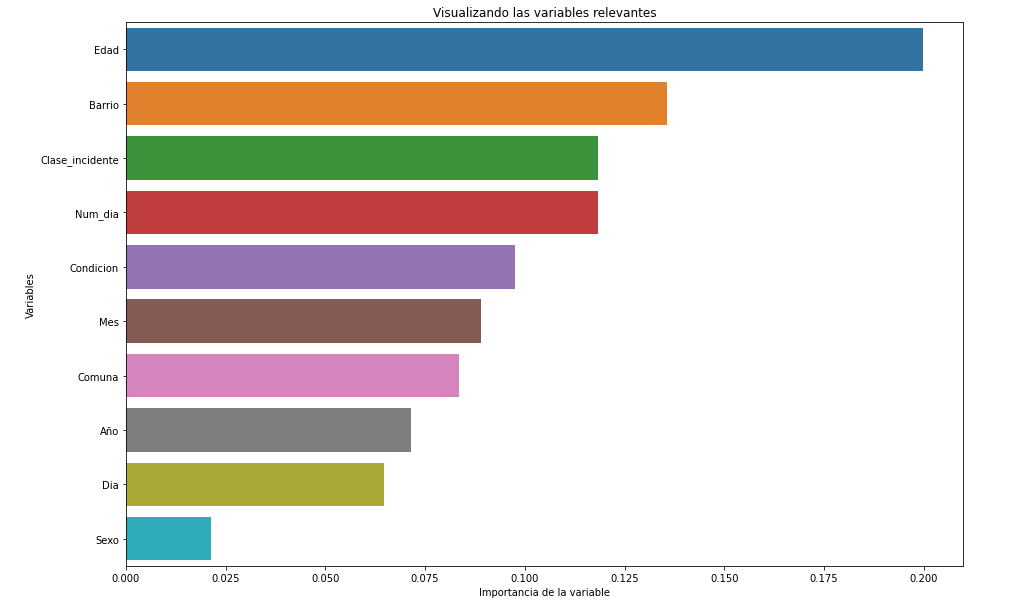 Visualizando las variables relevantes
Edad
Barrio
Clase_incidente
Num_dia
Condicion
Mes
Comuna
Año
Dia
Sexo
Variables
0.000 0.025 0.050 0.075 0.100 0.125 0.150 0.175 0.200
Importancia de la variable